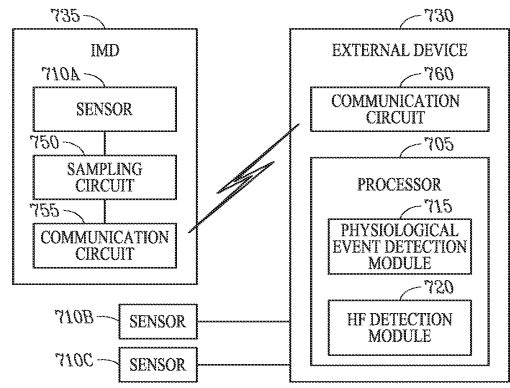 735
IMD
710A
SENSOR
750
SAMPLING
CIRCUIT
755
COMMUNICATION
CIRCUIT
730
EXTERNAL DEVICE
760
COMMUNICATION
CIRCUIT
705
PROCESSOR
715
PHYSIOLOGICAL
EVENT DETECTION
MODULE
720
HF DETECTION
MODULE
710B
SENSOR
710C
SENSOR